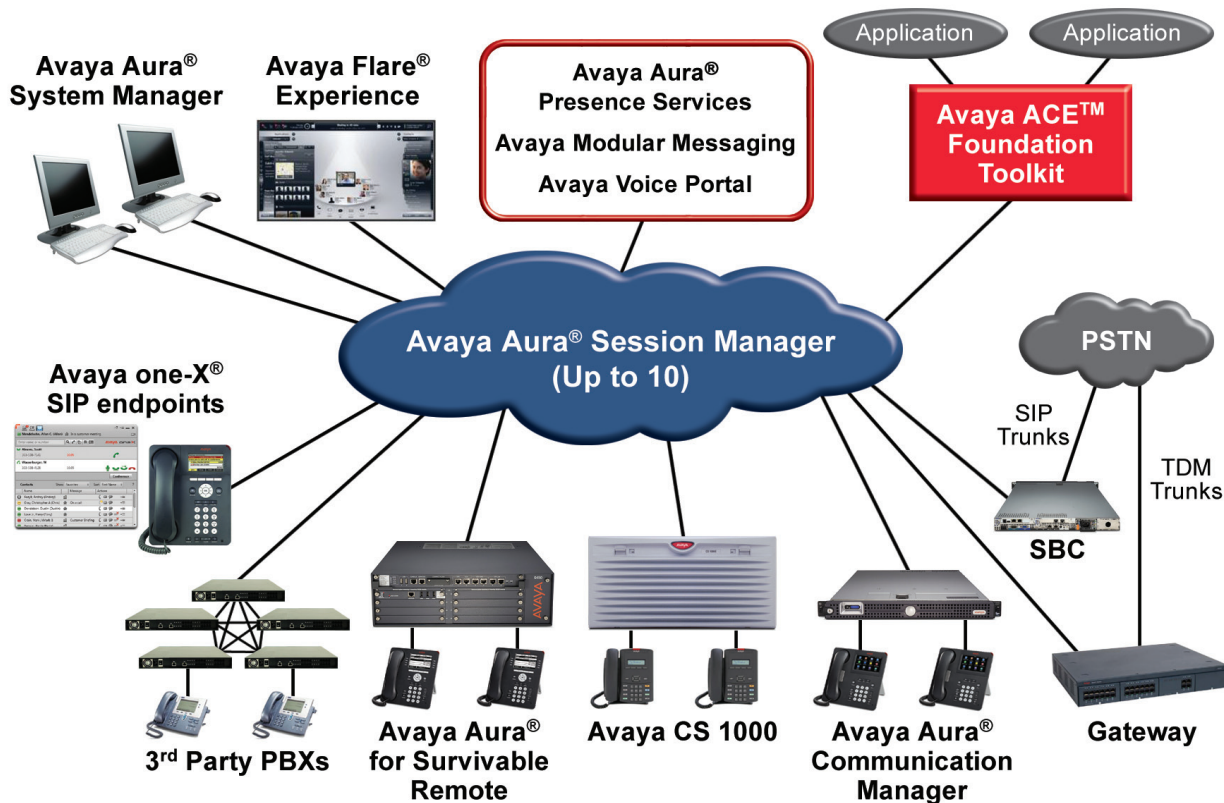 Avaya Aura®
System Manager
Avaya Flare®
Experience
Avaya Aura®
Presence Services
Avaya Modular Messaging
Avaya Voice Portal
Application
Application
Avaya ACE™
Foundation
Toolkit
Avaya Aura® Session Manager
(Up to 10)
PSTN
SIP
Trunks
TDM
Trunks
SBC
Avaya one-X®
SIP endpoints
AVAYA
3rd Party PBXs
Avaya Aura®
for Survivable
Remote
Avaya CS 1000
Avaya Aura®
Communication
Manager
Gateway